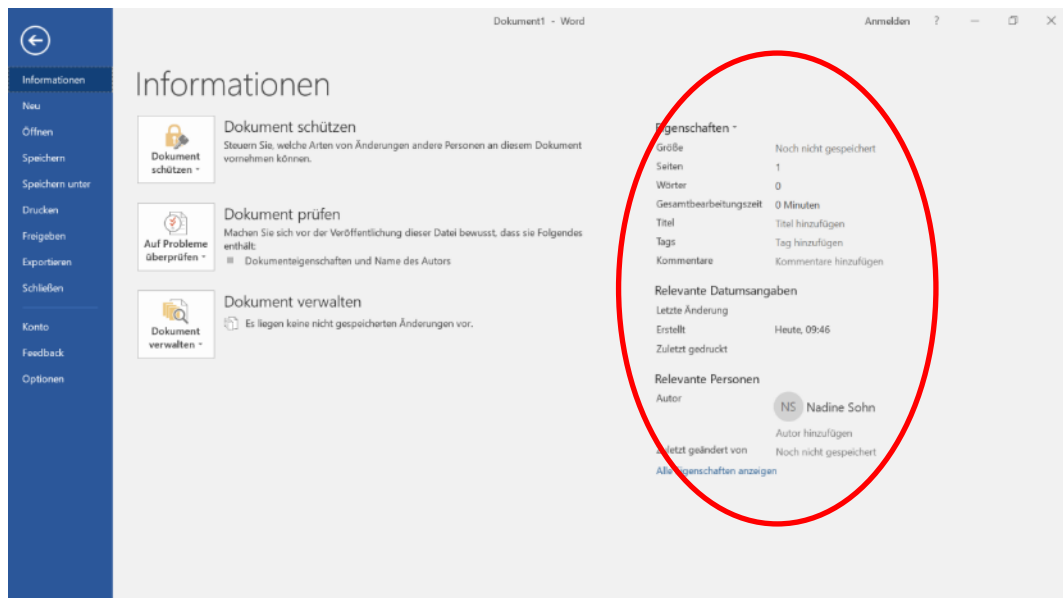 Dokument1 - Word
Anmelden ?
Informationen
Neu
Öffnen
Speichern
Speichern unter
Drucken
Freigeben
Exportieren
Schließen
Konto
Feedback
Optionen
Informationen
Dokument schützen
Dokument schützen
Steuern Sie, welche Arten von Änderungen andere Personen an diesem Dokument
vornehmen können.
Auf Probleme überprüfen
Dokument prüfen
Machen Sie sich vor der Veröffentlichung dieser Datei bewusst, dass sie Folgendes
enthält:
Dokumenteigenschaften und Name des Autors
Dokument verwalten
Dokument verwalten
Es liegen keine nicht gespeicherten Änderungen vor.
Eigenschaften
Größe Noch nicht gespeichert
Seiten 1
Wörter 0
Gesamtbearbeitungszeit 0 Minuten
Titel Titel hinzufügen
Tags Tag hinzufügen
Kommentare Kommentare hinzufügen
Relevante Datumsangaben
Letzte Änderung
Erstellt Heute, 09:46
Zuletzt gedruckt
Relevante Personen
Autor
NS Nadine Sohn
Autor hinzufügen
Zuletzt geändert von Noch nicht gespeichert
Alle Eigenschaften anzeigen